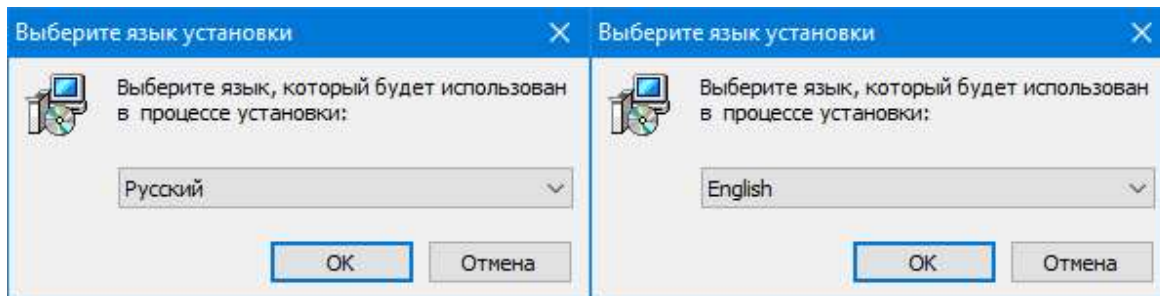 Выберите язык установки
Выберите язык, который будет использован
в процессе установки:
Русский
OK
Отмена
Выберите язык установки
Выберите язык, который будет использован
в процессе установки:
English
OK
Отмена